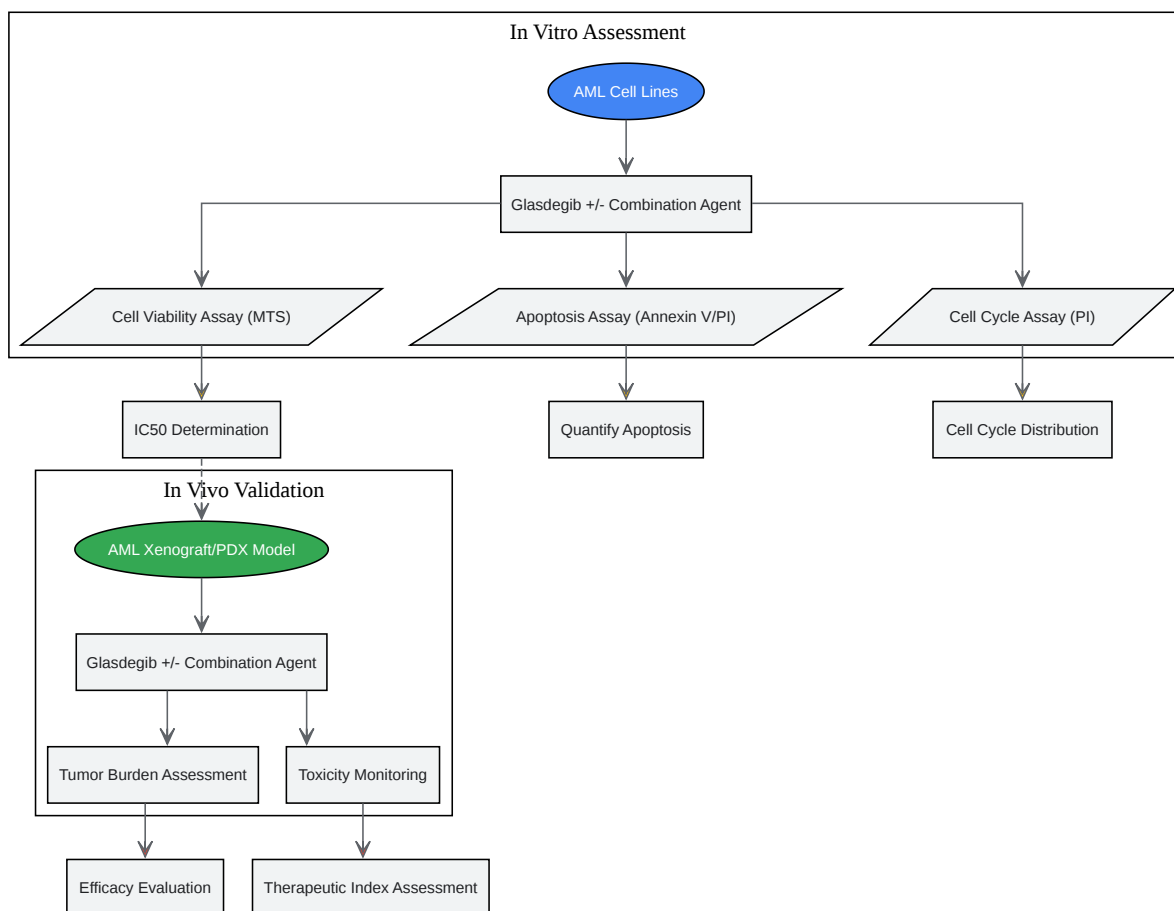 In Vitro Assessment
AML Cell Lines
Glasdegib +/- Combination Agent
Cell Viability Assay (MTS)
Apoptosis Assay (Annexin V/PI)
Cell Cycle Assay (PI)
IC50 Determination
Quantify Apoptosis
Cell Cycle Distribution
In Vivo Validation
AML Xenograft/PDX Model
Glasdegib +/- Combination Agent
Tumor Burden Assessment
Toxicity Monitoring
Efficacy Evaluation
Therapeutic Index Assessment